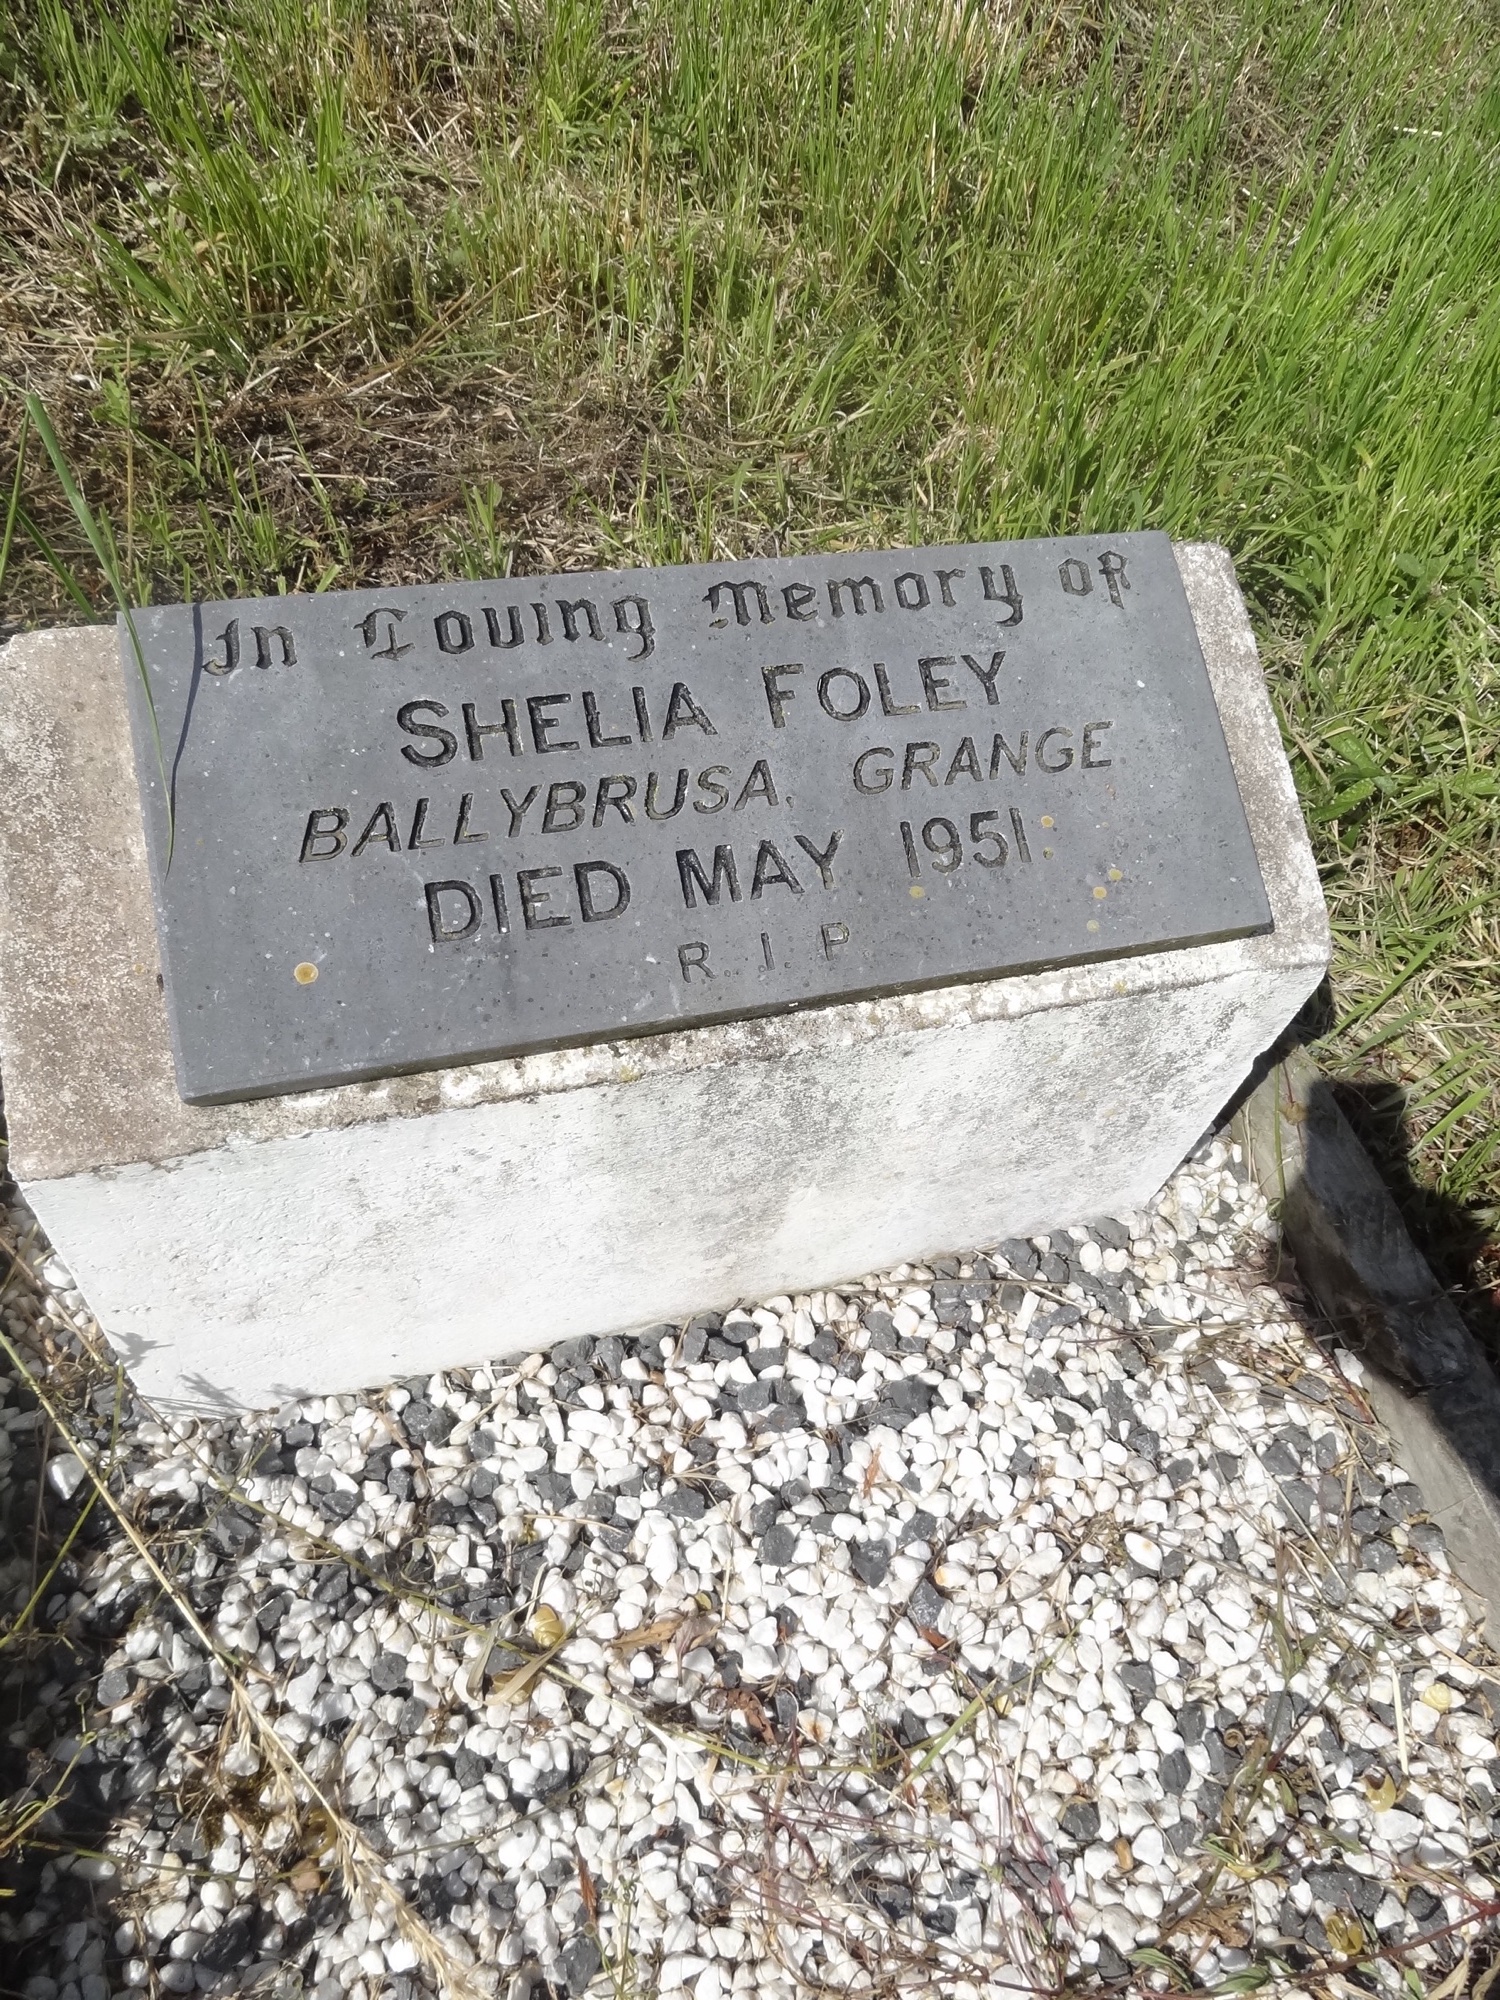 In Loving Memory of
SHELIA FOLEY
BALLYBRUSA, GRANGE
DIED MAY 1951
R.I.P